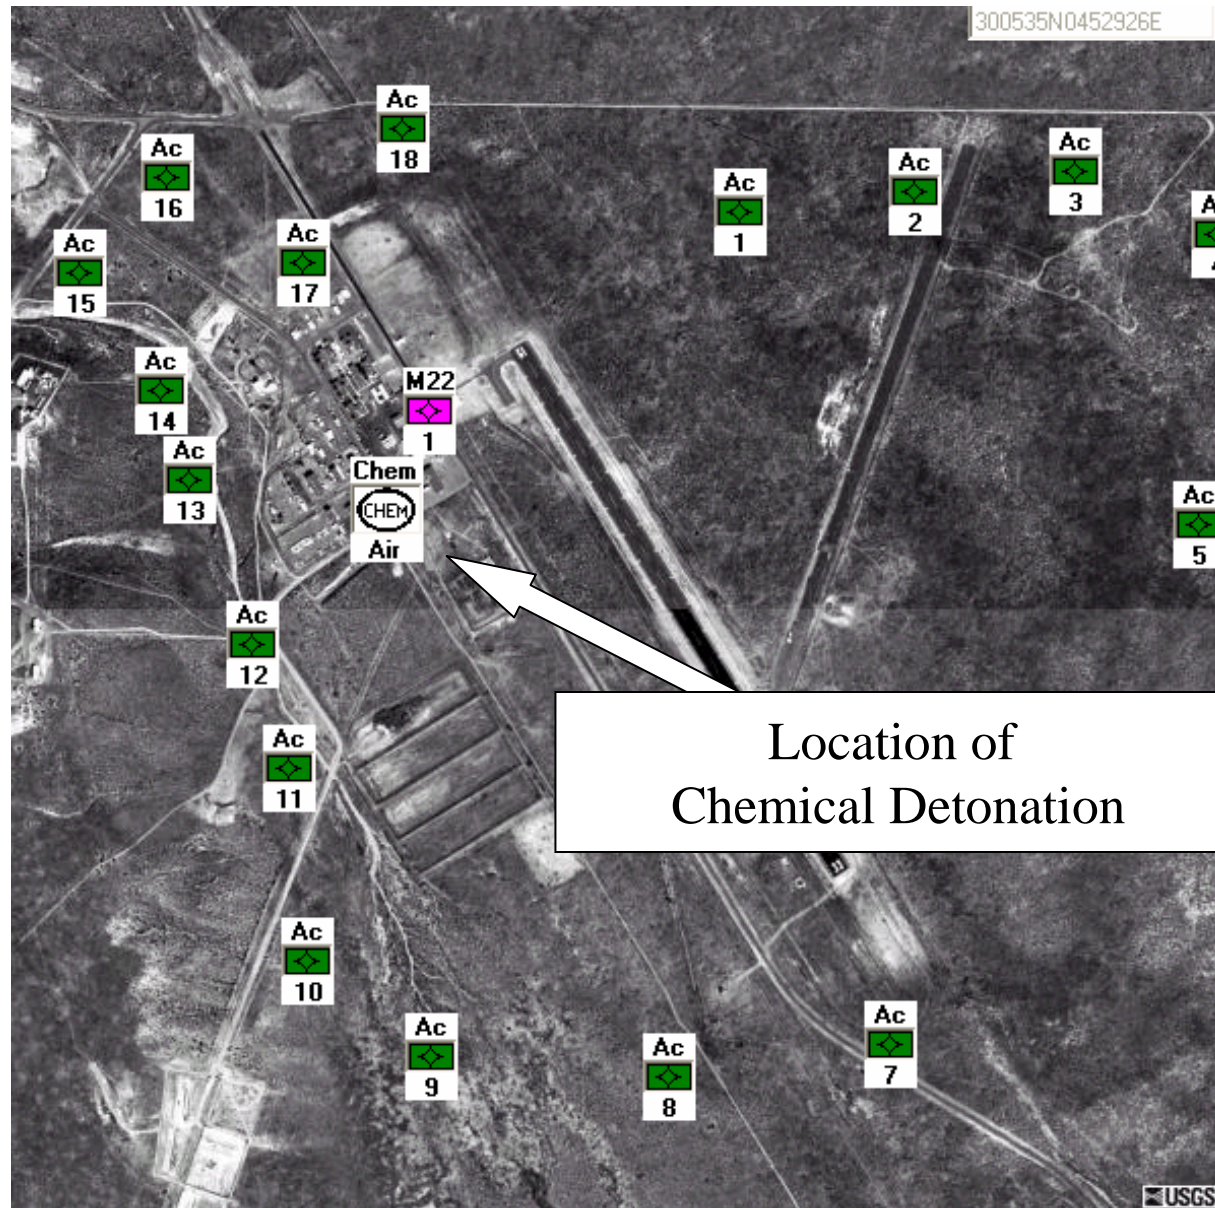 300535N0452926E
Ac
18
Ac
16
Ac
3
Ac
2
Ac
1
Ac
17
Ac
15
Ac
14
M22
1
Ac
13
Chem
CHEM
Air
Ac
5
Ac
12
Location of
Chemical Detonation
Ac
11
Ac
10
Ac
9
Ac
8
Ac
7
USGS